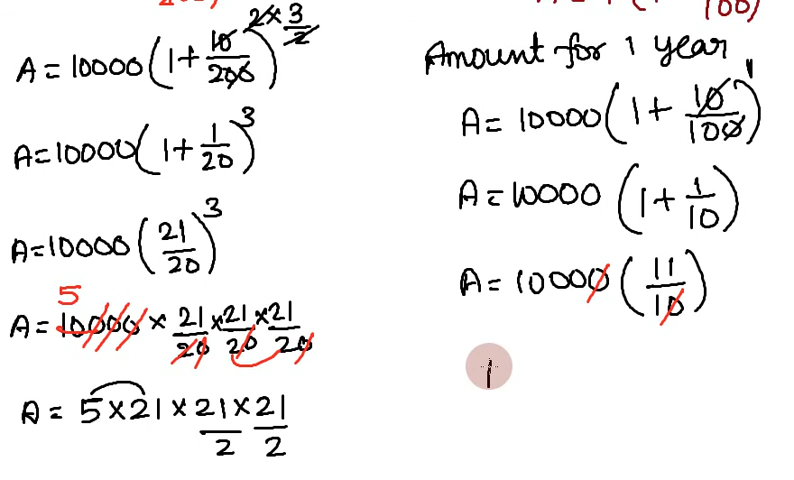 A = 10000 (1 + 10/200)^2 × 3/2
A = 10000 (1 + 1/20)^3
A = 10000 (21/20)^3
5
A = 10000 × 21/20 × 21/20 × 21/20
A = 5 × 21 × 21/2 × 21/2
100)
Amount for 1 year
A = 10000 (1 + 10/100)^1
A = 10000 (1 + 1/10)
A = 10000 (11/10)